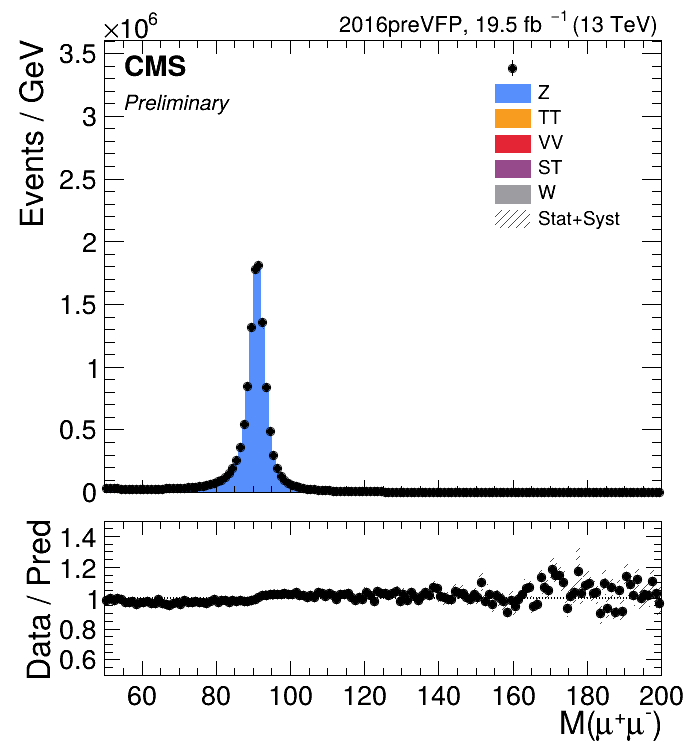 ×10⁶
2016preVFP, 19.5 fb ⁻¹ (13 TeV)
Events / GeV
3.5
3
2.5
2
1.5
1
0.5
0
CMS
Preliminary
Z
TT
VV
ST
W
Stat+Syst
Data / Pred
1.4
1.2
1
0.8
0.6
60 80 100 120 140 160 180 200
M(μ⁺μ⁻)